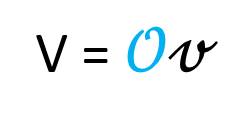 V = 𝒪𝓋